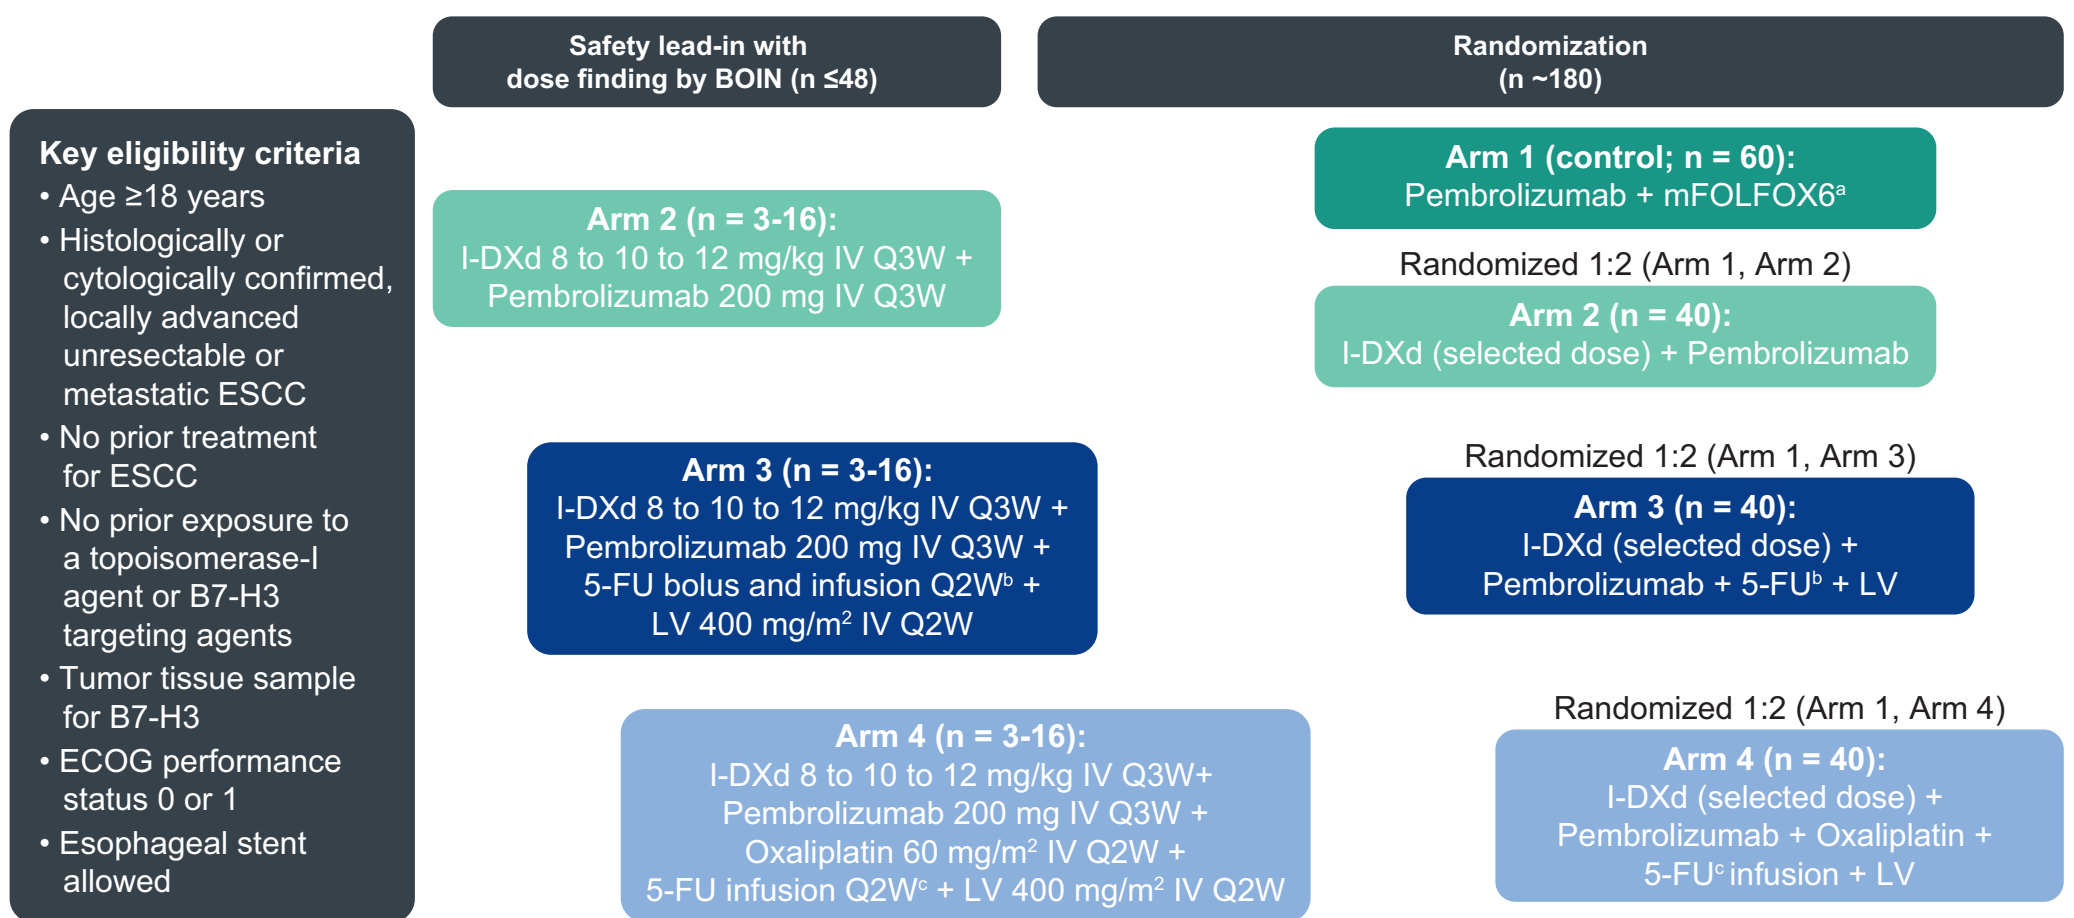 Safety lead-in with
dose finding by BOIN (n ≤48)
Randomization
(n ~180)
Key eligibility criteria
• Age ≥18 years
• Histologically or
cytologically confirmed,
locally advanced
unresectable or
metastatic ESCC
• No prior treatment
for ESCC
• No prior exposure to
a topoisomerase-I
agent or B7-H3
targeting agents
• Tumor tissue sample
for B7-H3
• ECOG performance
status 0 or 1
• Esophageal stent
allowed
Arm 2 (n = 3-16):
I-DXd 8 to 10 to 12 mg/kg IV Q3W +
Pembrolizumab 200 mg IV Q3W
Arm 3 (n = 3-16):
I-DXd 8 to 10 to 12 mg/kg IV Q3W +
Pembrolizumab 200 mg IV Q3W +
5-FU bolus and infusion Q2Wᵇ +
LV 400 mg/m² IV Q2W
Arm 4 (n = 3-16):
I-DXd 8 to 10 to 12 mg/kg IV Q3W+
Pembrolizumab 200 mg IV Q3W +
Oxaliplatin 60 mg/m² IV Q2W +
5-FU infusion Q2Wᶜ + LV 400 mg/m² IV Q2W
Arm 1 (control; n = 60):
Pembrolizumab + mFOLFOX6ᵃ
Randomized 1:2 (Arm 1, Arm 2)
Arm 2 (n = 40):
I-DXd (selected dose) + Pembrolizumab
Randomized 1:2 (Arm 1, Arm 3)
Arm 3 (n = 40):
I-DXd (selected dose) +
Pembrolizumab + 5-FUᵇ + LV
Randomized 1:2 (Arm 1, Arm 4)
Arm 4 (n = 40):
I-DXd (selected dose) +
Pembrolizumab + Oxaliplatin +
5-FUᶜ infusion + LV